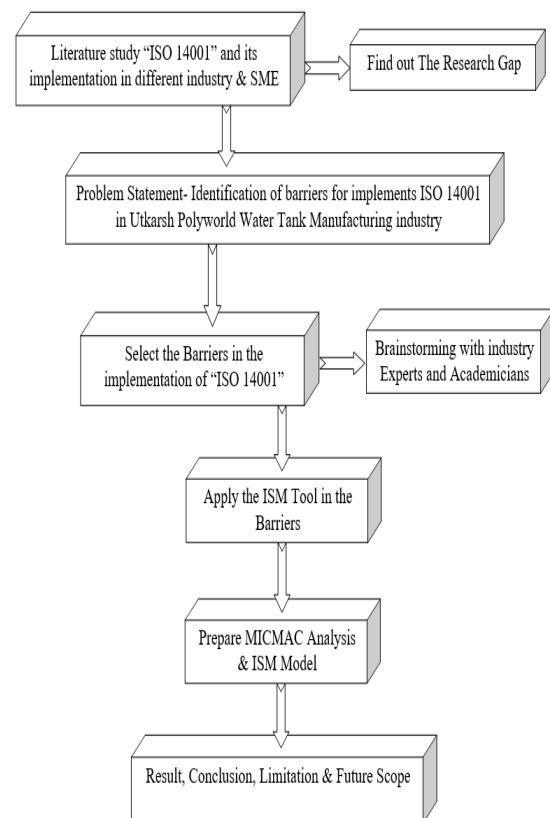 Literature study “ISO 14001” and its
implementation in different industry & SME
Find out The Research Gap
Problem Statement- Identification of barriers for implements ISO 14001
in Utkarsh Polyworld Water Tank Manufacturing industry
Select the Barriers in the
implementation of “ISO 14001”
Brainstorming with industry
Experts and Academicians
Apply the ISM Tool in the
Barriers
Prepare MICMAC Analysis
& ISM Model
Result, Conclusion, Limitation & Future Scope